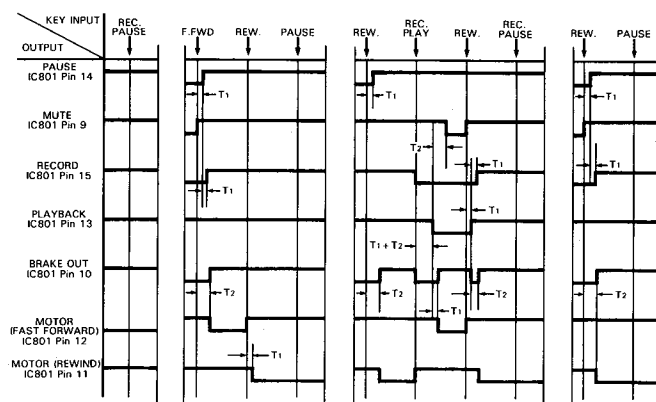 KEY INPUT
OUTPUT
REC.
PAUSE
F.FWD
REW.
PAUSE
REW.
REC.
PLAY
REW.
REC.
PAUSE
REW.
PAUSE
PAUSE
IC801 Pin 14
T1
T1
T1
MUTE
IC801 Pin 9
T2
RECORD
IC801 Pin 15
T1
T1
T1
PLAYBACK
IC801 Pin 13
T1
T1 + T2
BRAKE OUT
IC801 Pin 10
T2
T2
T2
T2
MOTOR
(FAST FORWARD)
IC801 Pin 12
T1
T1
MOTOR (REWIND)
IC801 Pin 11